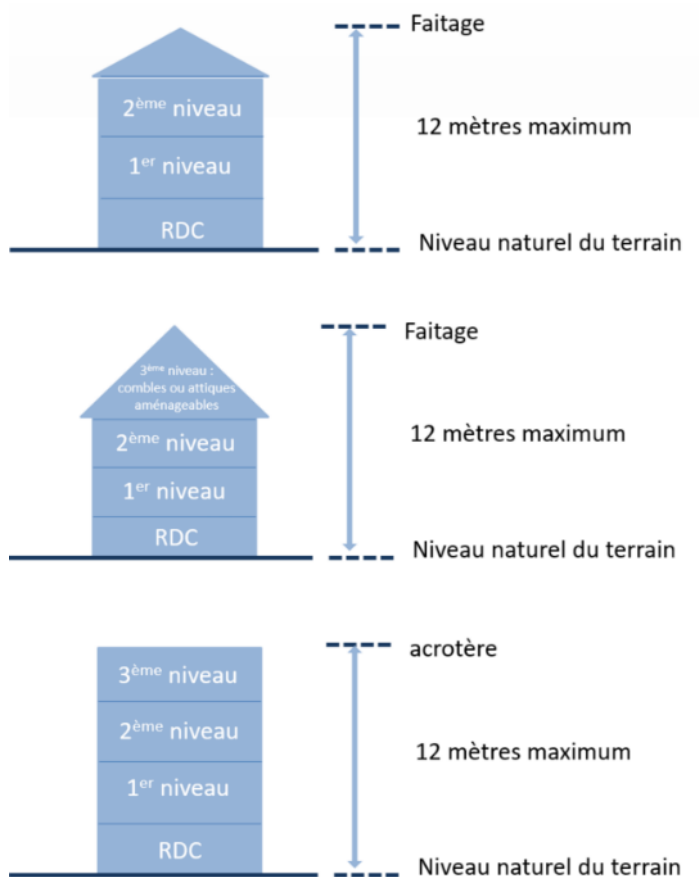 Faitage
2ème niveau
12 mètres maximum
1er niveau
RDC
Niveau naturel du terrain
Faitage
3ème niveau :
combles ou attiques
aménageables
12 mètres maximum
2ème niveau
1er niveau
RDC
Niveau naturel du terrain
acrotère
3ème niveau
2ème niveau
12 mètres maximum
1er niveau
RDC
Niveau naturel du terrain